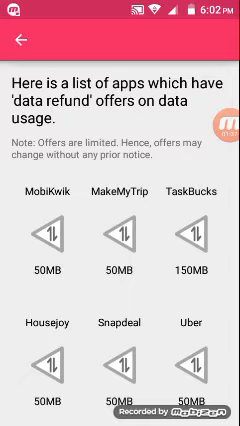 6:02 PM
Here is a list of apps which have
'data refund' offers on data
usage.
Note: Offers are limited. Hence, offers may
change without any prior notice.
MobiKwik MakeMyTrip TaskBucks
50MB 50MB 150MB
Housejoy Snapdeal Uber
50MB 50MB 50MB
Recorded by mobizen